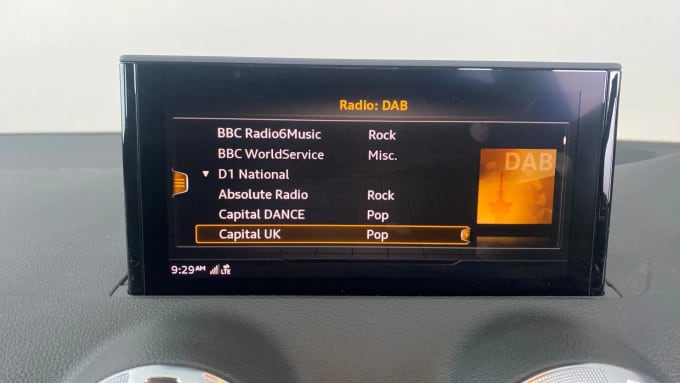 Radio: DAB
BBC Radio6Music Rock
BBC WorldService Misc.
▼ D1 National
Absolute Radio Rock
Capital DANCE Pop
Capital UK Pop
DAB
9:29AM LTE